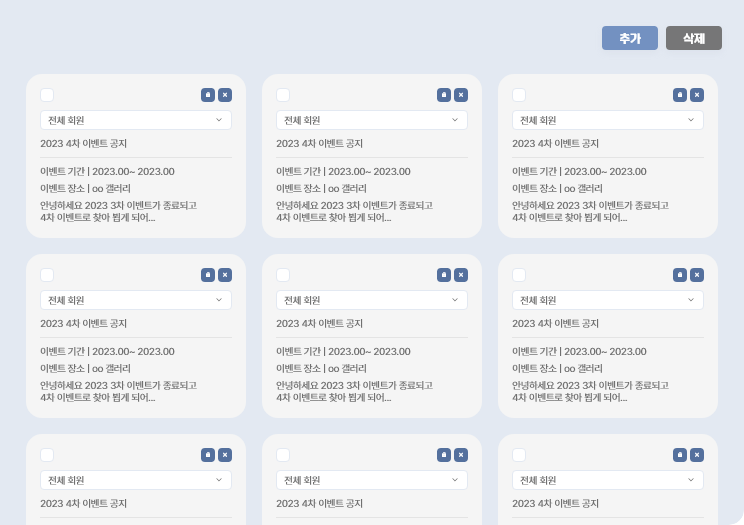 추가 삭제
전체 회원 전체 회원 전체 회원
2023 4차 이벤트 공지 2023 4차 이벤트 공지 2023 4차 이벤트 공지
이벤트 기간 | 2023.00~ 2023.00 이벤트 기간 | 2023.00~ 2023.00 이벤트 기간 | 2023.00~ 2023.00
이벤트 장소 | oo 갤러리 이벤트 장소 | oo 갤러리 이벤트 장소 | oo 갤러리
안녕하세요 2023 3차 이벤트가 종료되고 안녕하세요 2023 3차 이벤트가 종료되고 안녕하세요 2023 3차 이벤트가 종료되고
4차 이벤트로 찾아 뵙게 되어... 4차 이벤트로 찾아 뵙게 되어... 4차 이벤트로 찾아 뵙게 되어...
전체 회원 전체 회원 전체 회원
2023 4차 이벤트 공지 2023 4차 이벤트 공지 2023 4차 이벤트 공지
이벤트 기간 | 2023.00~ 2023.00 이벤트 기간 | 2023.00~ 2023.00 이벤트 기간 | 2023.00~ 2023.00
이벤트 장소 | oo 갤러리 이벤트 장소 | oo 갤러리 이벤트 장소 | oo 갤러리
안녕하세요 2023 3차 이벤트가 종료되고 안녕하세요 2023 3차 이벤트가 종료되고 안녕하세요 2023 3차 이벤트가 종료되고
4차 이벤트로 찾아 뵙게 되어... 4차 이벤트로 찾아 뵙게 되어... 4차 이벤트로 찾아 뵙게 되어...
전체 회원 전체 회원 전체 회원
2023 4차 이벤트 공지 2023 4차 이벤트 공지 2023 4차 이벤트 공지